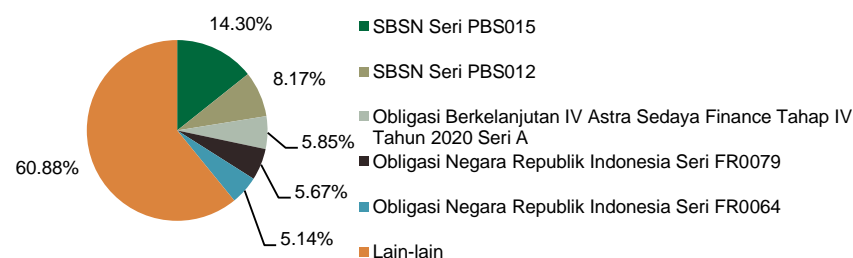 14.30%
8.17%
5.85%
5.67%
5.14%
60.88%
SBSN Seri PBS015
SBSN Seri PBS012
Obligasi Berkelanjutan IV Astra Sedaya Finance Tahap IV
Tahun 2020 Seri A
Obligasi Negara Republik Indonesia Seri FR0079
Obligasi Negara Republik Indonesia Seri FR0064
Lain-lain